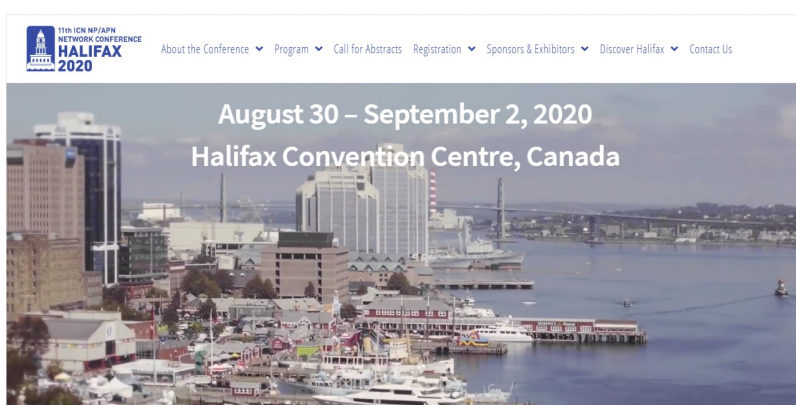 11th ICN NP/APN
NETWORK CONFERENCE
HALIFAX
2020
About the Conference Program Call for Abstracts Registration Sponsors & Exhibitors Discover Halifax Contact Us
August 30 – September 2, 2020
Halifax Convention Centre, Canada